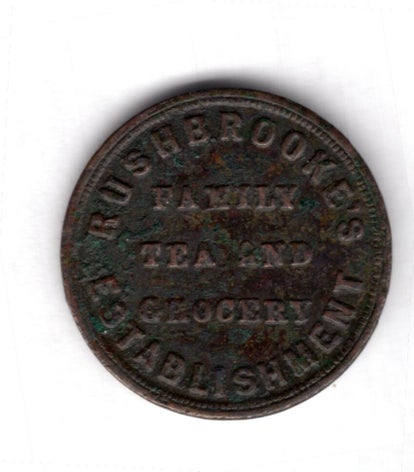 RUSHBROOKE'S
FAMILY
TEA AND
GROCERY
ESTABLISHMENT